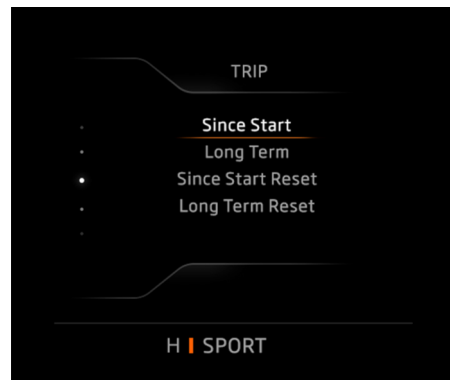 TRIP
Since Start
Long Term
Since Start Reset
Long Term Reset
H SPORT